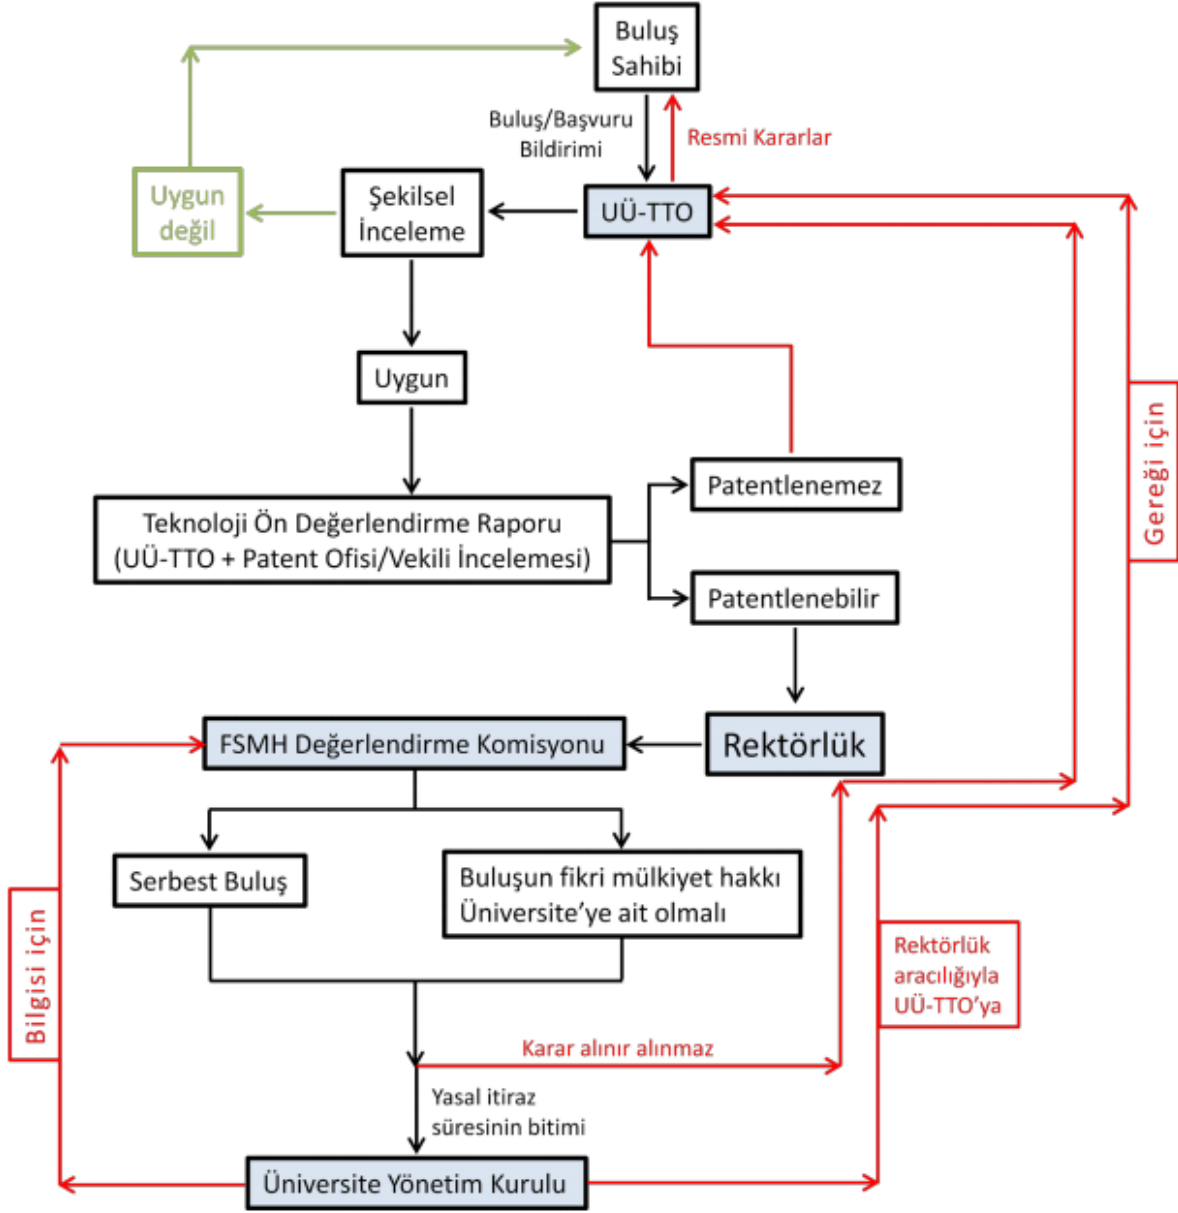 Buluş
Sahibi
Buluş/Başvuru
Bildirimi
Resmi Kararlar
Uygun
değil
Şekilsel
İnceleme
UÜ-TTO
Uygun
Gereği için
Patentlenemez
Teknoloji Ön Değerlendirme Raporu
(UÜ-TTO + Patent Ofisi/Vekili İncelemesi)
Patentlenebilir
FSMH Değerlendirme Komisyonu
Rektörlük
Serbest Buluş
Buluşun fikri mülkiyet hakkı
Üniversite'ye ait olmalı
Bilgisi için
Rektörlük
aracılığıyla
UÜ-TTO'ya
Karar alınır alınmaz
Yasal itiraz
süresinin bitimi
Üniversite Yönetim Kurulu